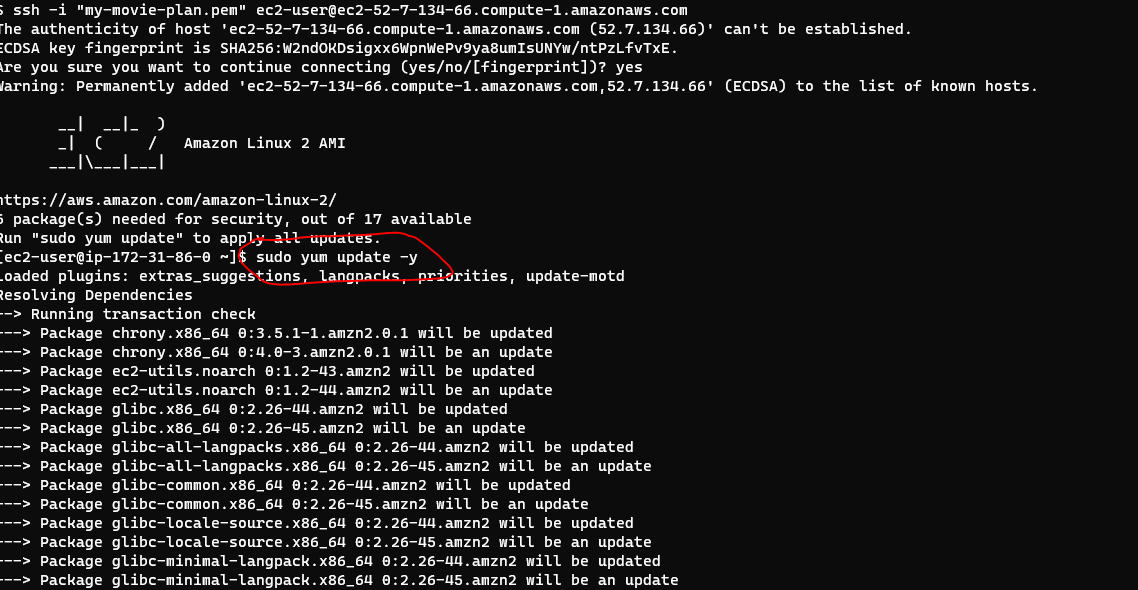 $ ssh -i "my-movie-plan.pem" ec2-user@ec2-52-7-134-66.compute-1.amazonaws.com
The authenticity of host 'ec2-52-7-134-66.compute-1.amazonaws.com (52.7.134.66)' can't be established.
ECDSA key fingerprint is SHA256:W2ndOKDsigxx6WpnWePv9ya8umIsUNYw/ntPzLfvTxE.
Are you sure you want to continue connecting (yes/no/[fingerprint])? yes
Warning: Permanently added 'ec2-52-7-134-66.compute-1.amazonaws.com,52.7.134.66' (ECDSA) to the list of known hosts.
       __|  __|_  )
       _|  (     /   Amazon Linux 2 AMI
      ___|\___|___|
https://aws.amazon.com/amazon-linux-2/
6 package(s) needed for security, out of 17 available
Run "sudo yum update" to apply all updates.
[ec2-user@ip-172-31-86-0 ~]$ sudo yum update -y
Loaded plugins: extras_suggestions, langpacks, priorities, update-motd
Resolving Dependencies
--> Running transaction check
---> Package chrony.x86_64 0:3.5.1-1.amzn2.0.1 will be updated
---> Package chrony.x86_64 0:4.0-3.amzn2.0.1 will be an update
---> Package ec2-utils.noarch 0:1.2-43.amzn2 will be updated
---> Package ec2-utils.noarch 0:1.2-44.amzn2 will be an update
---> Package glibc.x86_64 0:2.26-44.amzn2 will be updated
---> Package glibc.x86_64 0:2.26-45.amzn2 will be an update
---> Package glibc-all-langpacks.x86_64 0:2.26-44.amzn2 will be updated
---> Package glibc-all-langpacks.x86_64 0:2.26-45.amzn2 will be an update
---> Package glibc-common.x86_64 0:2.26-44.amzn2 will be updated
---> Package glibc-common.x86_64 0:2.26-45.amzn2 will be an update
---> Package glibc-locale-source.x86_64 0:2.26-44.amzn2 will be updated
---> Package glibc-locale-source.x86_64 0:2.26-45.amzn2 will be an update
---> Package glibc-minimal-langpack.x86_64 0:2.26-44.amzn2 will be updated
---> Package glibc-minimal-langpack.x86_64 0:2.26-45.amzn2 will be an update